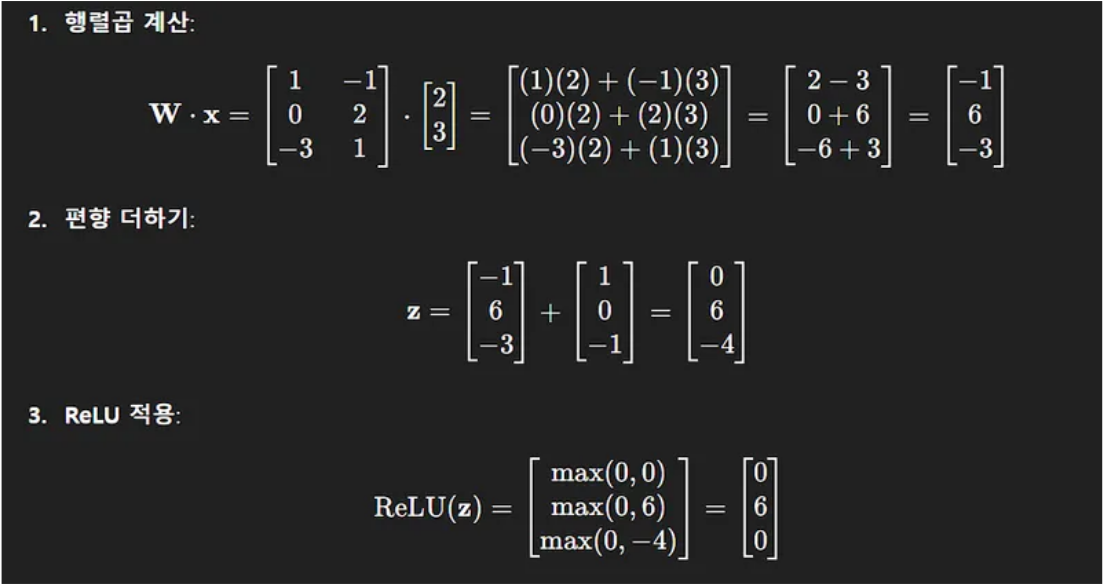 1. 행렬곱 계산:
W · x = [1 −1; 0 2; −3 1] · [2; 3] = [(1)(2) + (−1)(3); (0)(2) + (2)(3); (−3)(2) + (1)(3)] = [2 − 3; 0 + 6; −6 + 3] = [−1; 6; −3]
2. 편향 더하기:
z = [−1; 6; −3] + [1; 0; −1] = [0; 6; −4]
3. ReLU 적용:
ReLU(z) = [max(0, 0); max(0, 6); max(0, −4)] = [0; 6; 0]